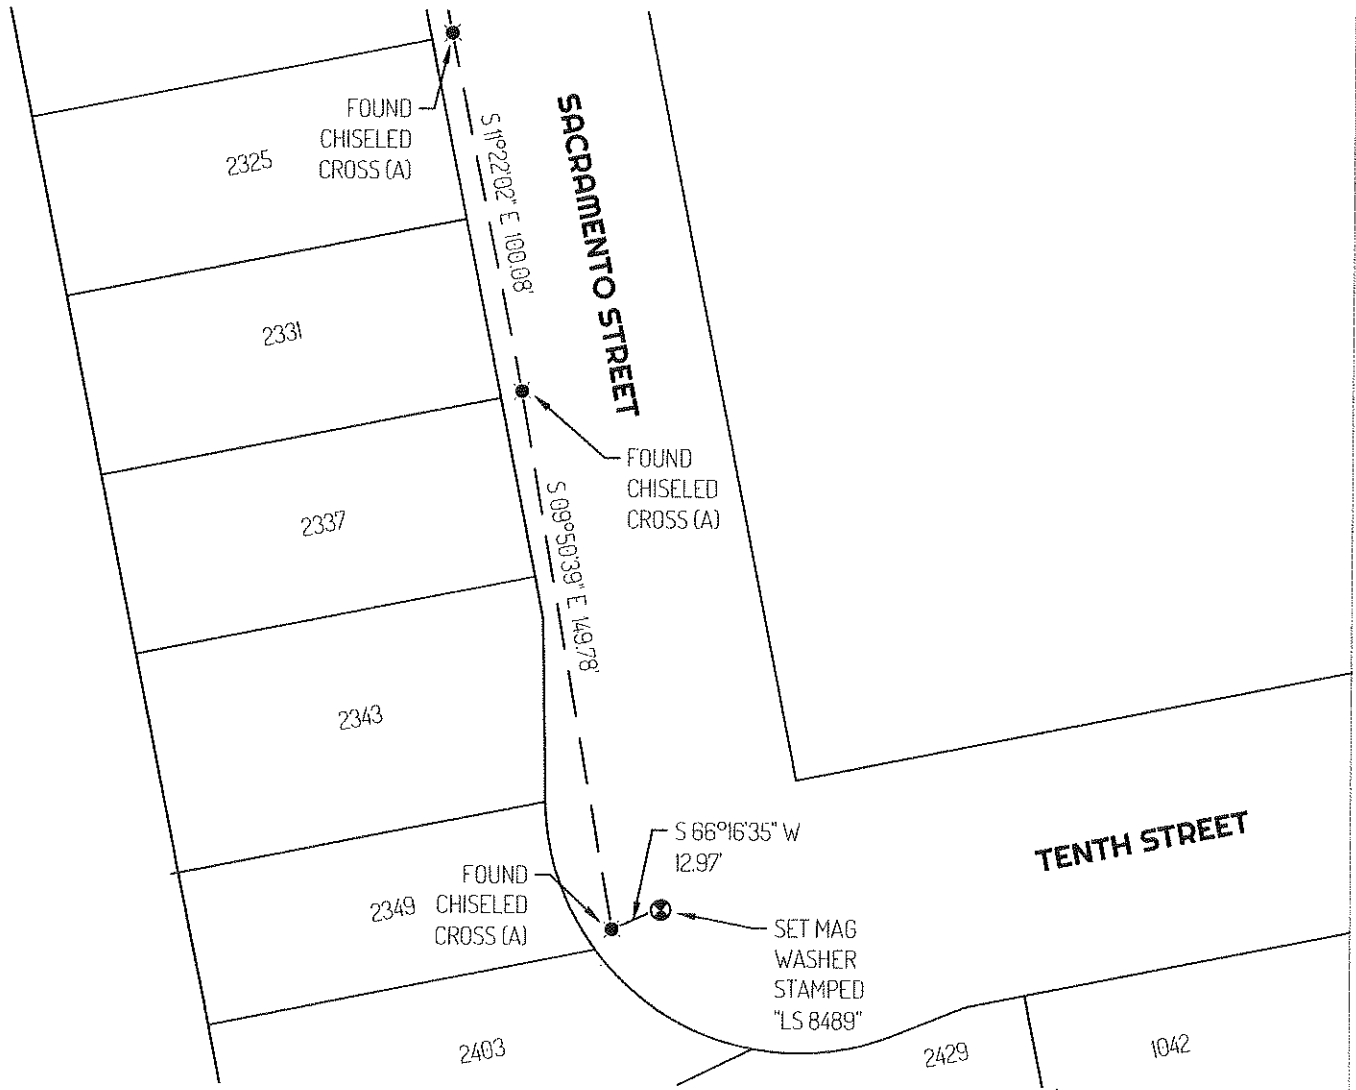 FOUND
CHISELED
CROSS (A)
2325
S 11°22'02" E 100.08'
SACRAMENTO STREET
2331
FOUND
CHISELED
CROSS (A)
2337
S 09°50'39" E 149.78'
2343
S 66°16'35" W
12.97'
TENTH STREET
FOUND
CHISELED
CROSS (A)
2349
SET MAG
WASHER
STAMPED
"LS 8489"
2403
2429
1042